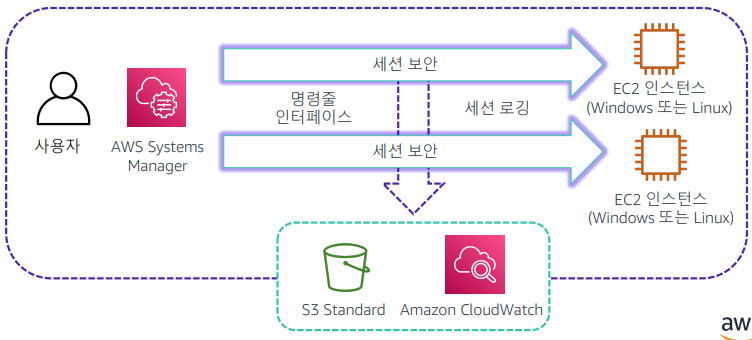 세션 보안
EC2 인스턴스
(Windows 또는 Linux)
명령줄
인터페이스
세션 로깅
사용자
AWS Systems
Manager
세션 보안
EC2 인스턴스
(Windows 또는 Linux)
S3 Standard
Amazon CloudWatch
aw